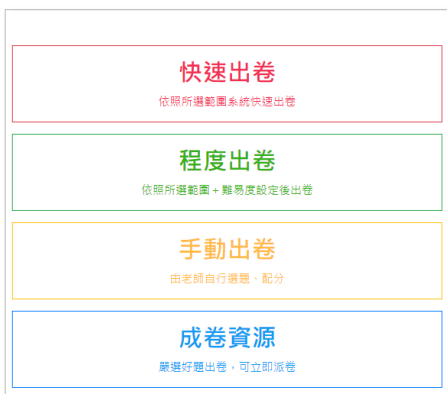 快速出卷
依照所選範圍系統快速出卷
程度出卷
依照所選範圍+難易度設定後出卷
手動出卷
由老師自行選題、配分
成卷資源
嚴選好題出卷，可立即派卷